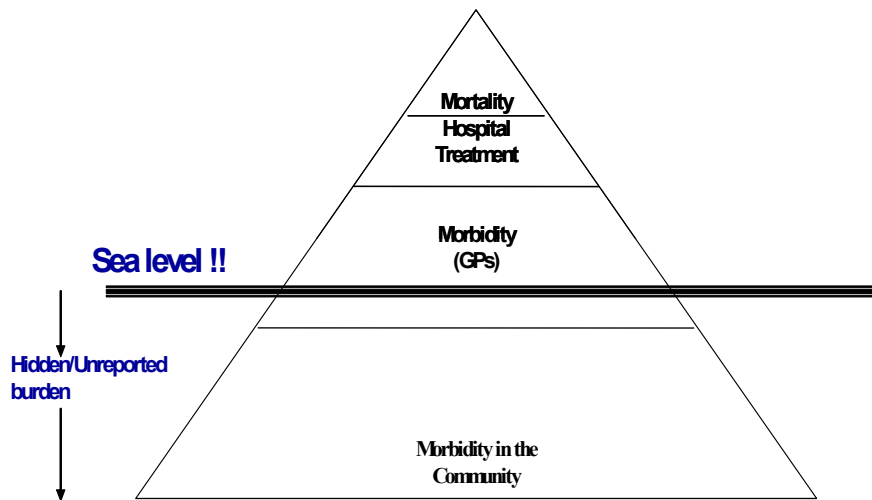 Mortality
Hospital
Treatment
Morbidity
(GPs)
Sea level !!
Hidden/Unreported
burden
Morbidity in the
Community